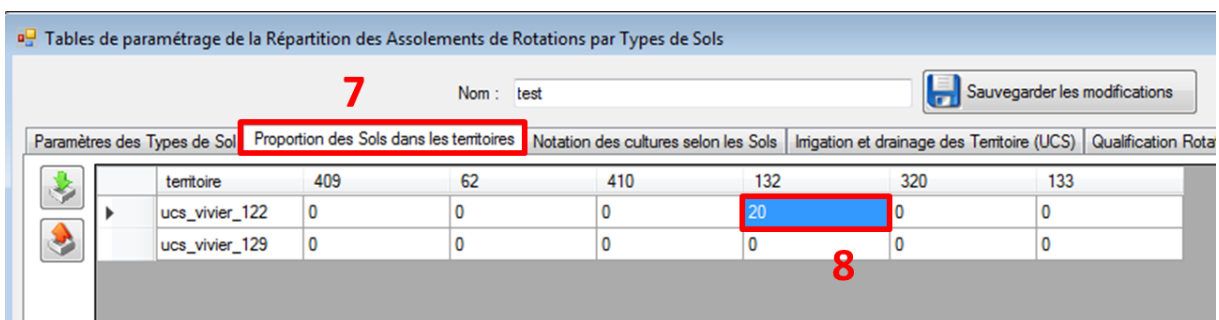 Tables de paramétrage de la Répartition des Assolements de Rotations par Types de Sols
7
Nom : test Sauvegarder les modifications
Paramètres des Types de Sol Proportion des Sols dans les territoires Notation des cultures selon les Sols Irrigation et drainage des Territoire (UCS) Qualification Rota
territoire 409 62 410 132 320 133
ucs_vivier_122 0 0 0 20 0 0
ucs_vivier_129 0 0 0 0 0 0
8